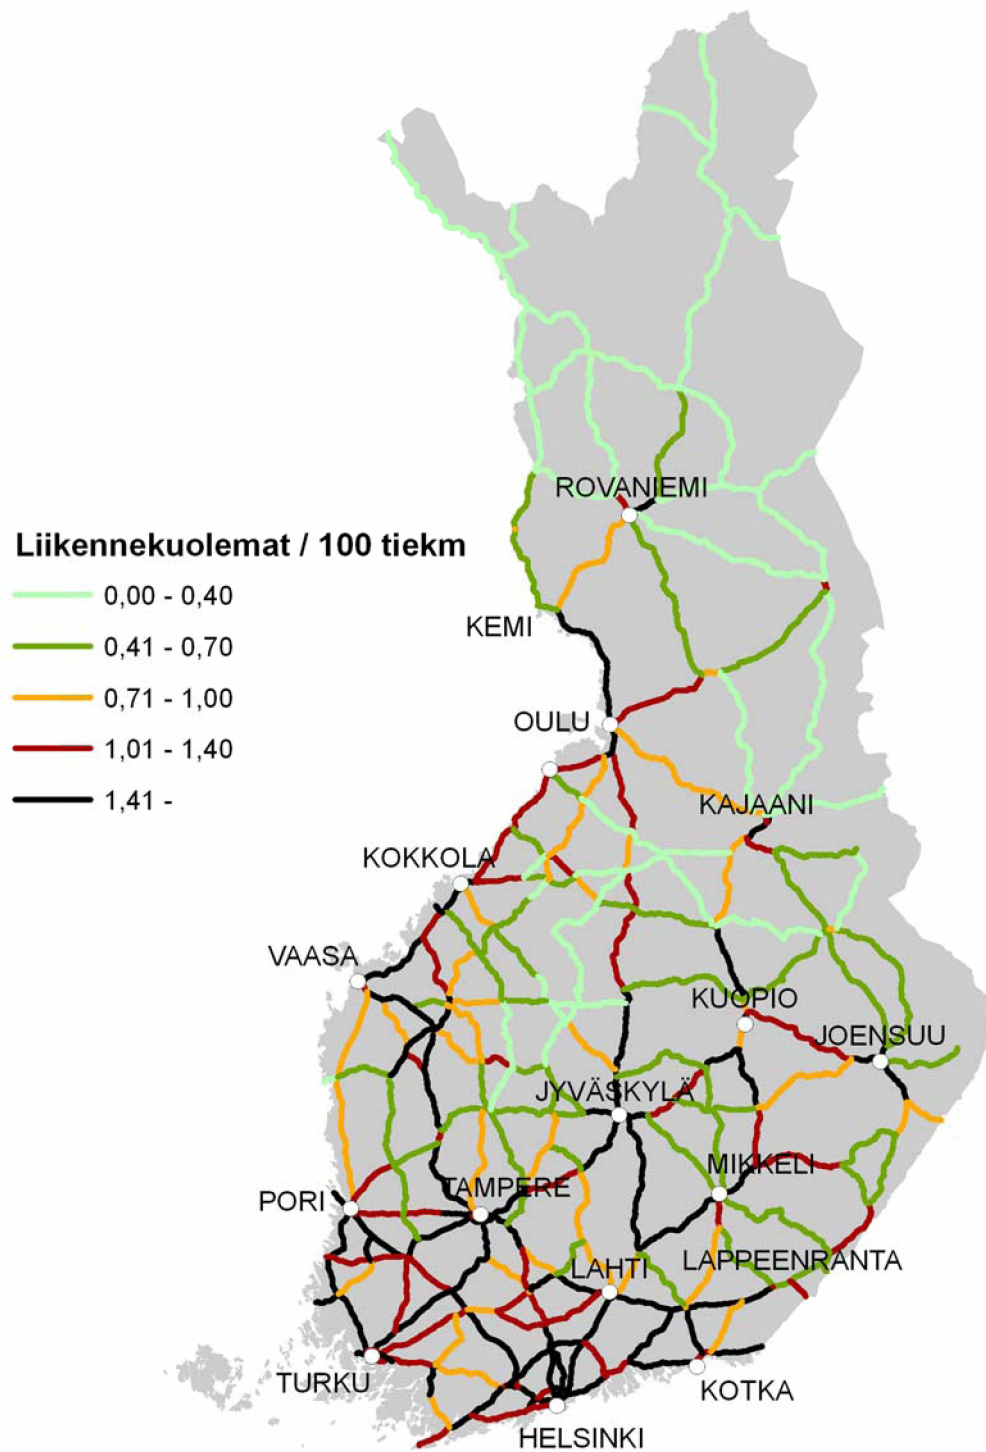 ROVANIEMI
Liikennekuolemat / 100 tiekm
0,00 - 0,40
0,41 - 0,70
0,71 - 1,00
1,01 - 1,40
1,41 -
KEMI
OULU
KAJAANI
KOKKOLA
VAASA
KUOPIO
JOENSUU
JYVÄSKYLÄ
MIKKELI
TAMPERE
PORI
LAPPEENRANTA
LAHTI
TURKU
KOTKA
HELSINKI